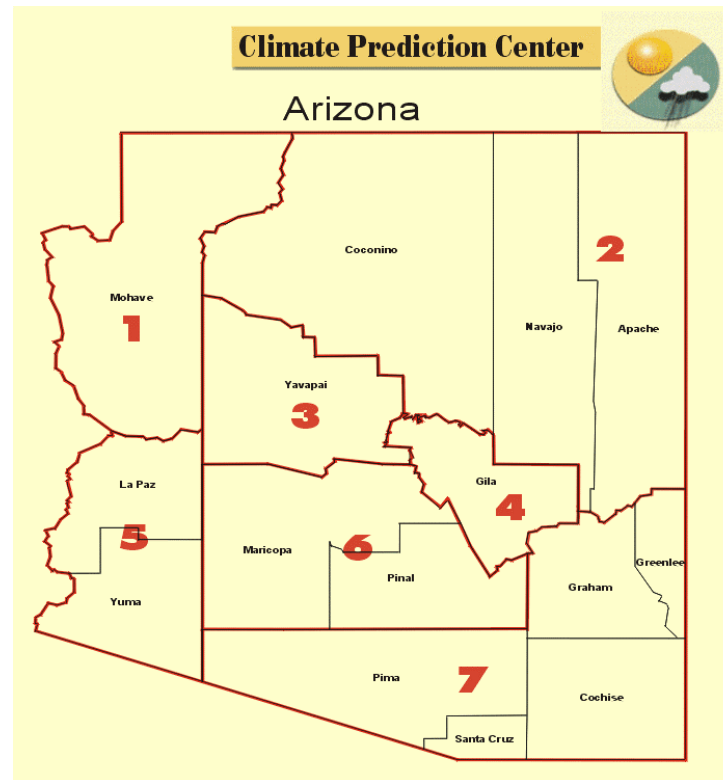 Climate Prediction Center
Arizona
Coconino
2
Mohave
1
Navajo
Apache
Yavapai
3
Gila
4
La Paz
5
Maricopa
6
Pinal
Greenlee
Graham
Yuma
Pima
7
Cochise
Santa Cruz